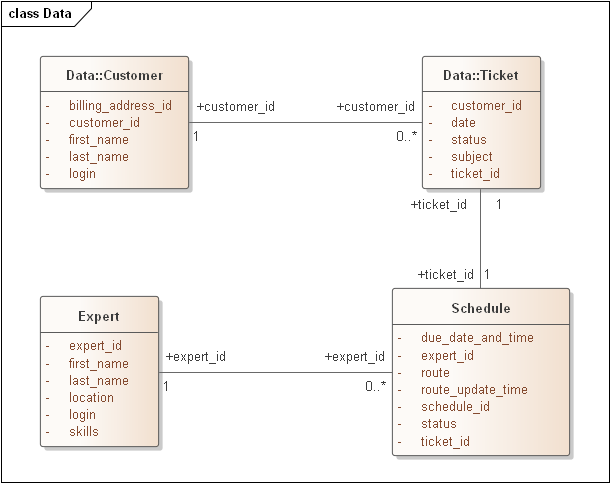 class Data
Data::Customer
- billing_address_id
- customer_id
- first_name
- last_name
- login
+customer_id
1
+customer_id
0..*
Data::Ticket
- customer_id
- date
- status
- subject
- ticket_id
+ticket_id
1
+ticket_id
1
Expert
- expert_id
- first_name
- last_name
- location
- login
- skills
+expert_id
1
+expert_id
0..*
Schedule
- due_date_and_time
- expert_id
- route
- route_update_time
- schedule_id
- status
- ticket_id